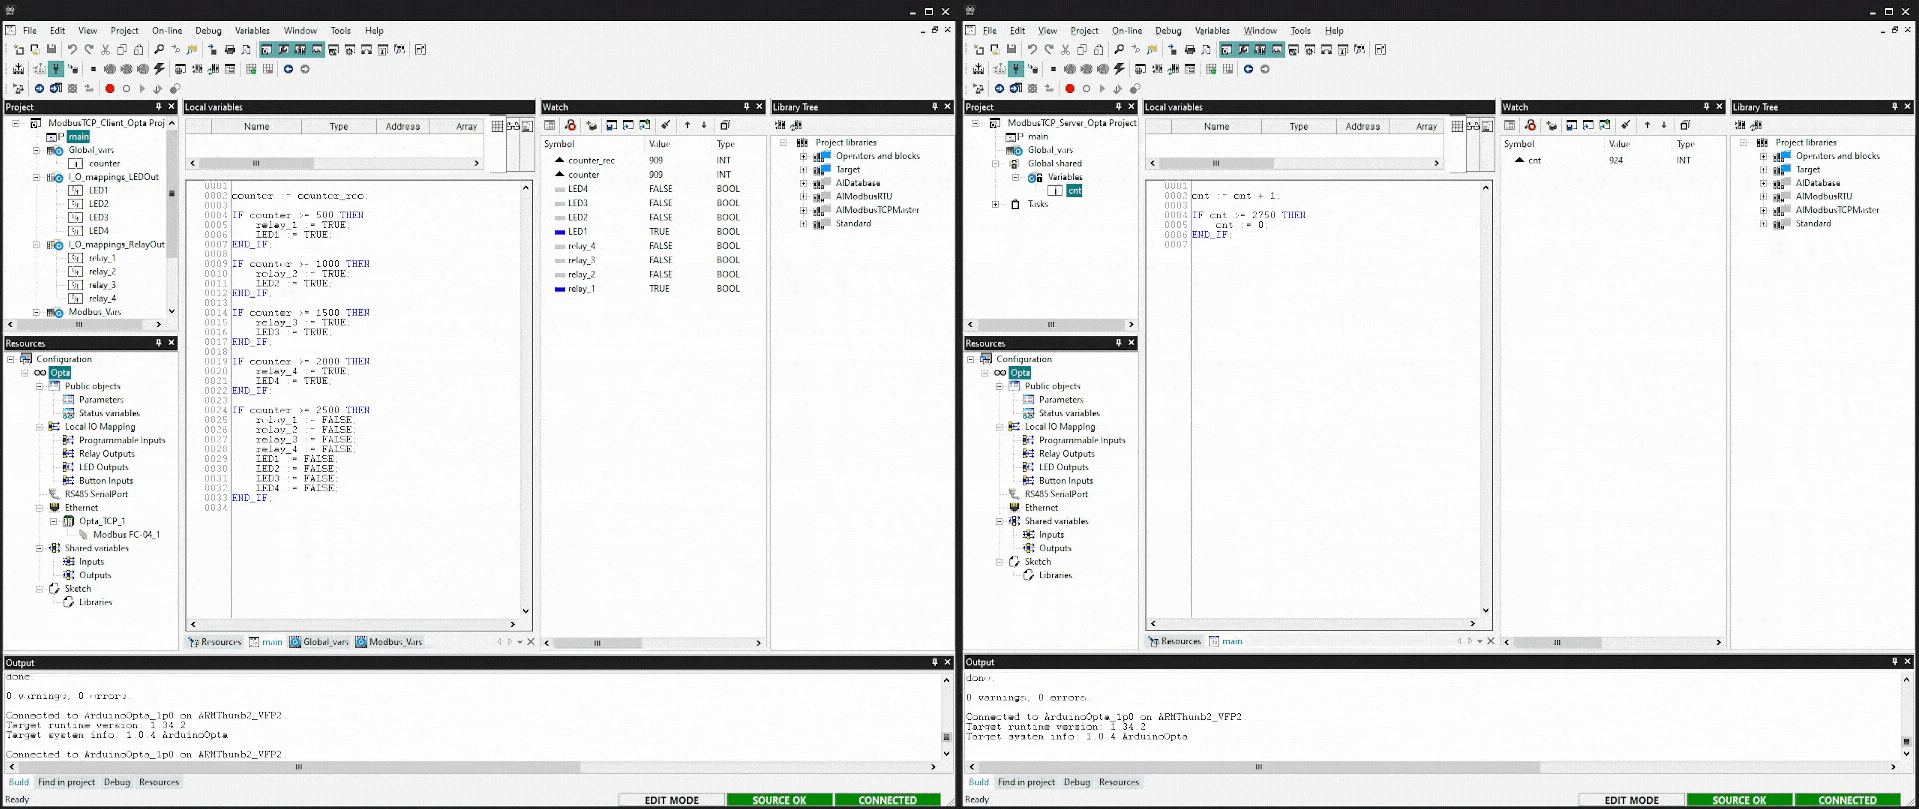 File Edit View Project On-line Debug Variables Window Tools Help
Project
ModbusTCP_Client_Opta Proj
main
Global_vars
counter
I_O_mappings_LEDOut
LED1
LED2
LED3
LED4
I_O_mappings_RelayOut
relay_1
relay_2
relay_3
relay_4
Modbus_Vars
Resources
Configuration
Opta
Public objects
Parameters
Status variables
Local IO Mapping
Programmable Inputs
Relay Outputs
LED Outputs
Button Inputs
RS485 SerialPort
Ethernet
Opta_TCP_1
Modbus FC-04_1
Shared variables
Inputs
Outputs
Sketch
Libraries
Local variables
Name Type Address Array
0001
0002 counter := counter_rec;
0003
0004 IF counter >= 500 THEN
0005 relay_1 := TRUE;
0006 LED1 := TRUE;
0007 END_IF;
0008
0009 IF counter >= 1000 THEN
0010 relay_2 := TRUE;
0011 LED2 := TRUE;
0012 END_IF;
0013
0014 IF counter >= 1500 THEN
0015 relay_3 := TRUE;
0016 LED3 := TRUE;
0017 END_IF;
0018
0019 IF counter >= 2000 THEN
0020 relay_4 := TRUE;
0021 LED4 := TRUE;
0022 END_IF;
0023
0024 IF counter >= 2500 THEN
0025 relay_1 := FALSE;
0026 relay_2 := FALSE;
0027 relay_3 := FALSE;
0028 relay_4 := FALSE;
0029 LED1 := FALSE;
0030 LED2 := FALSE;
0031 LED3 := FALSE;
0032 LED4 := FALSE;
0033 END_IF;
0034
Resources main Global_vars Modbus_Vars
Watch
Symbol Value Type
counter_rec 909 INT
counter 909 INT
LED4 FALSE BOOL
LED3 FALSE BOOL
LED2 FALSE BOOL
LED1 TRUE BOOL
relay_4 FALSE BOOL
relay_3 FALSE BOOL
relay_2 FALSE BOOL
relay_1 TRUE BOOL
Library Tree
Project libraries
Operators and blocks
Target
AlDatabase
AlModbusRTU
AlModbusTCPMaster
Standard
Output
done.
0 warnings, 0 errors.
Connected to ArduinoOpta_1p0 on ARMThumb2_VFP2.
Target runtime version: 1.34.2
Target system info: 1.0.4 ArduinoOpta
Connected to ArduinoOpta_1p0 on ARMThumb2_VFP2.
Build Find in project Debug Resources
Ready EDIT MODE SOURCE OK CONNECTED
File Edit View Project On-line Debug Variables Window Tools Help
Project
ModbusTCP_Server_Opta Project
main
Global_vars
Global shared
Variables
cnt
Tasks
Resources
Configuration
Opta
Public objects
Parameters
Status variables
Local IO Mapping
Programmable Inputs
Relay Outputs
LED Outputs
Button Inputs
RS485 SerialPort
Ethernet
Shared variables
Inputs
Outputs
Sketch
Libraries
Local variables
Name Type Address Array
0001
0002 cnt := cnt + 1;
0003
0004 IF cnt >= 2750 THEN
0005 cnt := 0;
0006 END_IF;
0007
Resources main
Watch
Symbol Value Type
cnt 924 INT
Library Tree
Project libraries
Operators and blocks
Target
AlDatabase
AlModbusRTU
AlModbusTCPMaster
Standard
Output
done.
0 warnings, 0 errors.
Connected to ArduinoOpta_1p0 on ARMThumb2_VFP2.
Target runtime version: 1.34.2
Target system info: 1.0.4 ArduinoOpta
Build Find in project Debug Resources
Ready EDIT MODE SOURCE OK CONNECTED